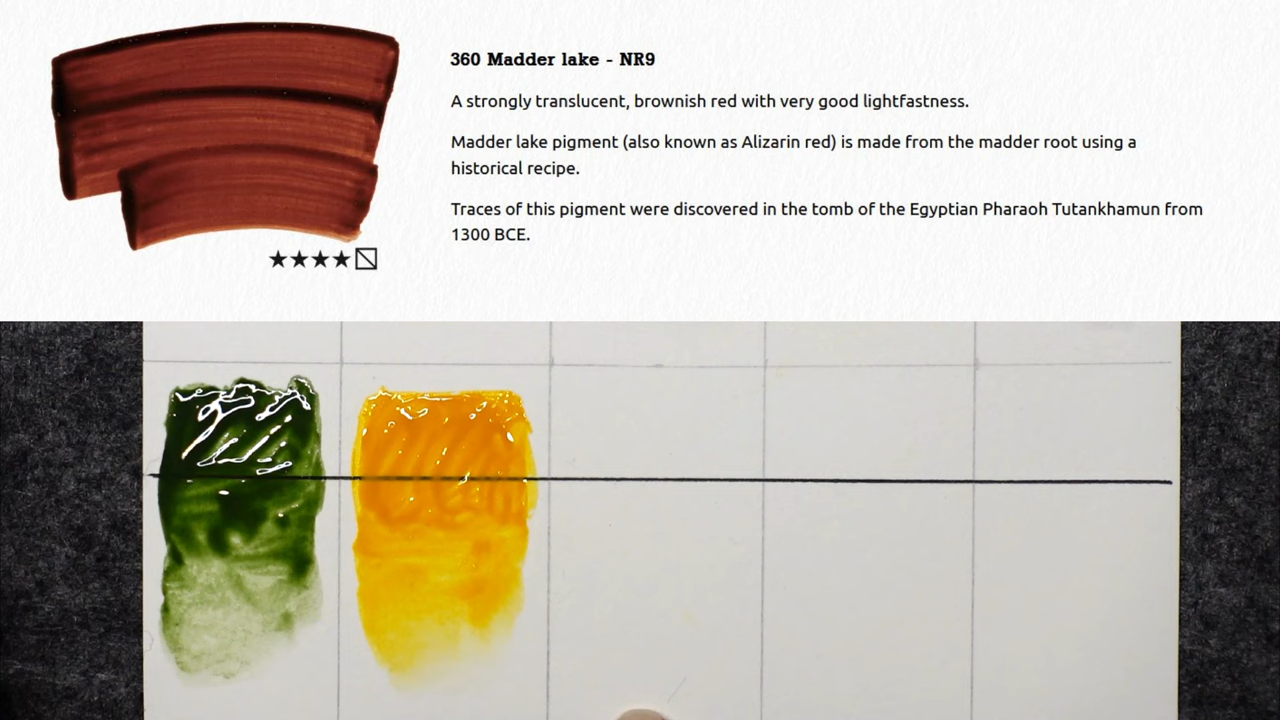 360 Madder lake - NR9
A strongly translucent, brownish red with very good lightfastness.
Madder lake pigment (also known as Alizarin red) is made from the madder root using a
historical recipe.
Traces of this pigment were discovered in the tomb of the Egyptian Pharaoh Tutankhamun from
1300 BCE.
★★★★